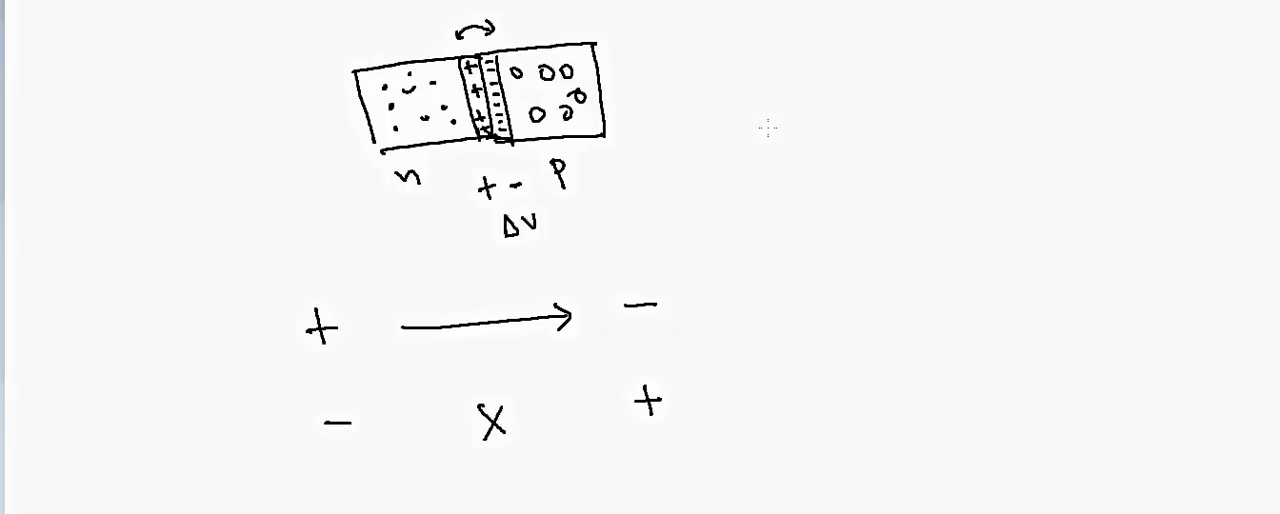 n + - p
ΔV
+ → -
- X +